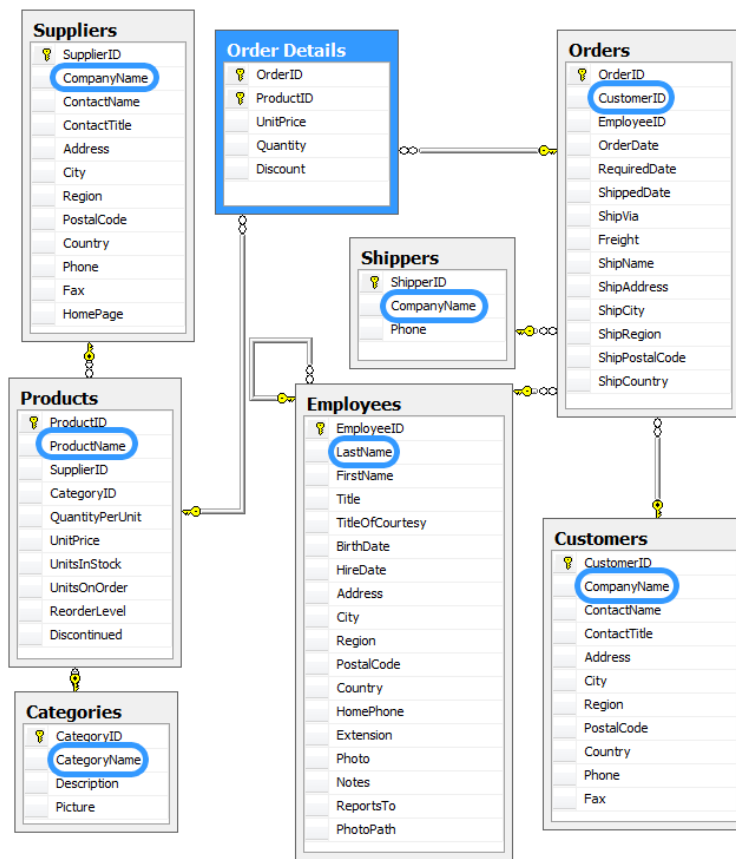 Suppliers
SupplierID
CompanyName
ContactName
ContactTitle
Address
City
Region
PostalCode
Country
Phone
Fax
HomePage
Order Details
OrderID
ProductID
UnitPrice
Quantity
Discount
Orders
OrderID
CustomerID
EmployeeID
OrderDate
RequiredDate
ShippedDate
ShipVia
Freight
ShipName
ShipAddress
ShipCity
ShipRegion
ShipPostalCode
ShipCountry
Shippers
ShipperID
CompanyName
Phone
Products
ProductID
ProductName
SupplierID
CategoryID
QuantityPerUnit
UnitPrice
UnitsInStock
UnitsOnOrder
ReorderLevel
Discontinued
Employees
EmployeeID
LastName
FirstName
Title
TitleOfCourtesy
BirthDate
HireDate
Address
City
Region
PostalCode
Country
HomePhone
Extension
Photo
Notes
ReportsTo
PhotoPath
Customers
CustomerID
CompanyName
ContactName
ContactTitle
Address
City
Region
PostalCode
Country
Phone
Fax
Categories
CategoryID
CategoryName
Description
Picture